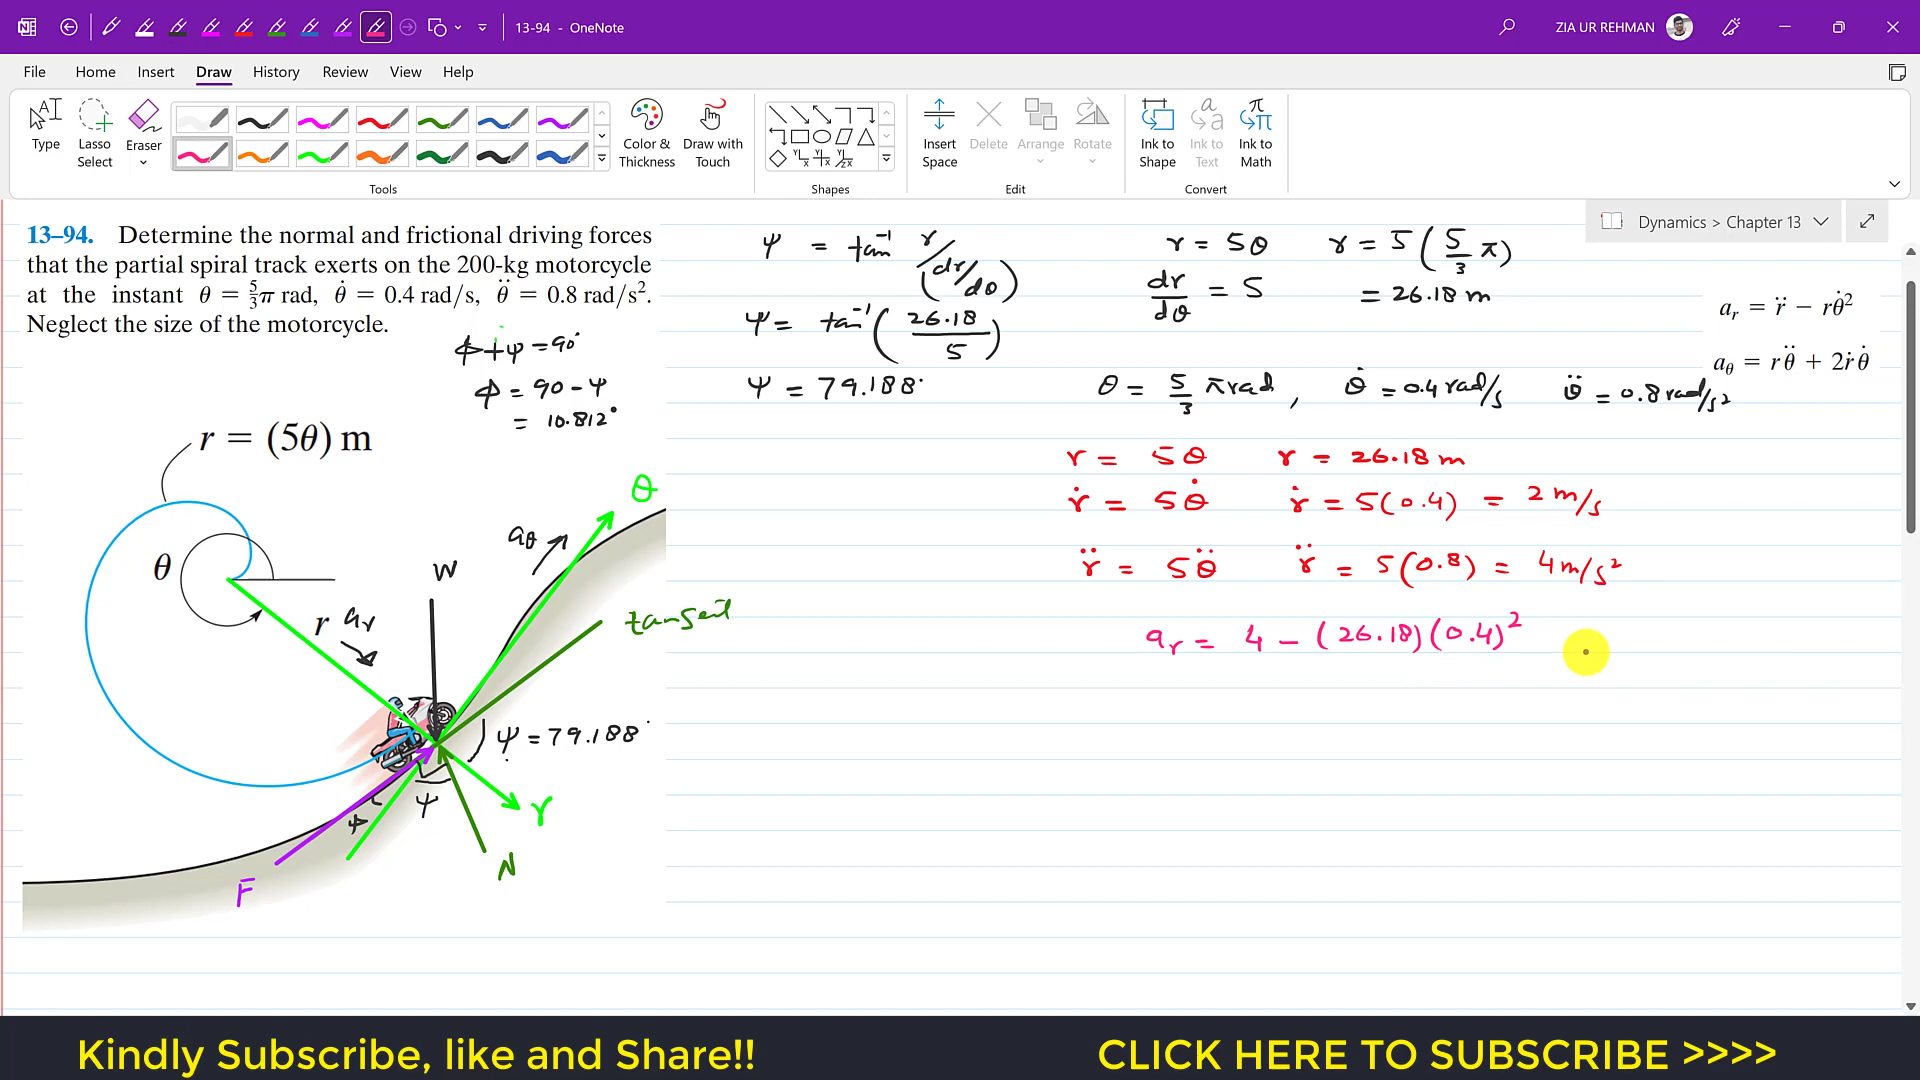 13-94 - OneNote
ZIA UR REHMAN
File Home Insert Draw History Review View Help
Type
Lasso Select
Eraser
Color & Thickness
Draw with Touch
Insert Space
Delete
Arrange
Rotate
Ink to Shape
Ink to Text
Ink to Math
Tools
Shapes
Edit
Convert
Dynamics > Chapter 13
13–94. Determine the normal and frictional driving forces
that the partial spiral track exerts on the 200-kg motorcycle
at the instant θ = 5/3 π rad, θ̇ = 0.4 rad/s, θ̈ = 0.8 rad/s².
Neglect the size of the motorcycle.
ϕ + ψ = 90°
ϕ = 90 - ψ
= 10.812°
r = (5θ) m
θ
r
a_r
a_θ
W
θ
tangent
ψ = 79.188°
ψ
ϕ
r
N
F
ψ = tan⁻¹ r/(dr/dθ)
ψ = tan⁻¹(26.18/5)
ψ = 79.188°
r = 5θ
dr/dθ = 5
r = 5(5/3 π)
= 26.18 m
a_r = r̈ − rθ̇²
a_θ = rθ̈ + 2ṙθ̇
θ = 5/3 π rad, θ̇ = 0.4 rad/s θ̈ = 0.8 rad/s²
r = 5θ r = 26.18 m
ṙ = 5θ̇ ṙ = 5(0.4) = 2 m/s
r̈ = 5θ̈ r̈ = 5(0.8) = 4 m/s²
a_r = 4 − (26.18)(0.4)²
Kindly Subscribe, like and Share!!
CLICK HERE TO SUBSCRIBE >>>>